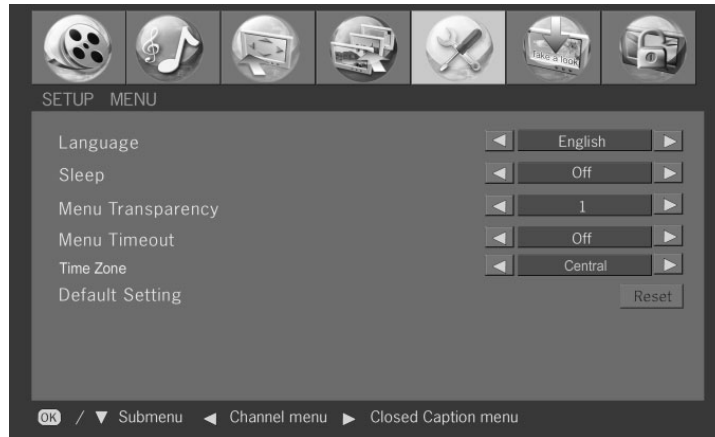 Take a look
SETUP MENU
Language ◀ English ▶
Sleep ◀ Off ▶
Menu Transparency ◀ 1 ▶
Menu Timeout ◀ Off ▶
Time Zone ◀ Central ▶
Default Setting Reset
OK / ▼ Submenu ◀ Channel menu ▶ Closed Caption menu